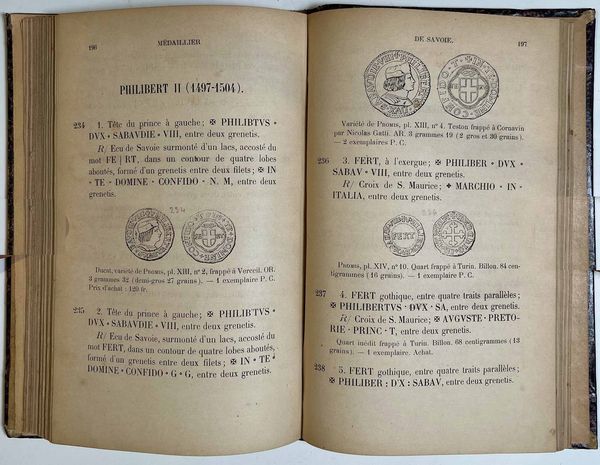 196
MÉDAILLIER
PHILIBERT II (1497-1504).
234
1. Tête du prince à gauche; ✠ PHILIBTVS •
DVX • SABAVDIE • VIII, entre deux grenetis.
R/ Ecu de Savoie surmonté d'un lacs, accosté du
mot FE | RT, dans un contour de quatre lobes
aboutés, formé d'un grenetis entre deux filets; ✠ IN
• TE • DOMINE • CONFIDO • N. M, entre deux
grenetis.
234
Ducat, variété de Promis, pl. XIII, n° 2, frappé à Verceil. OR.
3 grammes 32 (demi-gros 27 grains). — 1 exemplaire P. C.
Prix d'achat : 120 fr.
235
2. Tête du prince à gauche; ✠ PHILIBTVS •
DVX • SABAVDIE • VIII, entre deux grenetis.
R/ Ecu de Savoie, surmonté d'un lacs, accosté du
mot FERT, dans un contour de quatre lobes aboutés,
formé d'un grenetis entre deux filets; ✠ IN • TE •
DOMINE • CONFIDO • G • G, entre deux grenetis.
DE SAVOIE.
197
Variété de Promis, pl. XIII, n° 4. Teston frappé à Cornavin
par Nicolas Gatti. AR. 3 grammes 19 (2 gros et 30 grains).
— 2 exemplaires P. C.
236
3. FERT, à l'exergue; ✠ PHILIBER • DVX •
SABAV • VIII, entre deux grenetis.
R/ Croix de S. Maurice; ✦ MARCHIO • IN •
ITALIA, entre deux grenetis.
236
FERT
Promis, pl. XIV, n° 10. Quart frappé à Turin. Billon. 84 cen-
tigrammes (16 grains). — 1 exemplaire P. C.
237
4. FERT gothique, entre quatre traits parallèles;
✠ PHILIBERTVS • DVX • SA, entre deux grenetis.
R/ Croix de S. Maurice; ✠ AVGVSTE • PRETO-
RIE • PRINC • T, entre deux grenetis.
Quart inédit frappé à Turin. Billon. 68 centigrammes (13
grains). — 1 exemplaire. Achat.
238
5. FERT gothique, entre quatre traits parallèles;
✠ PHILIBER : D'X : SABAV, entre deux grenetis.